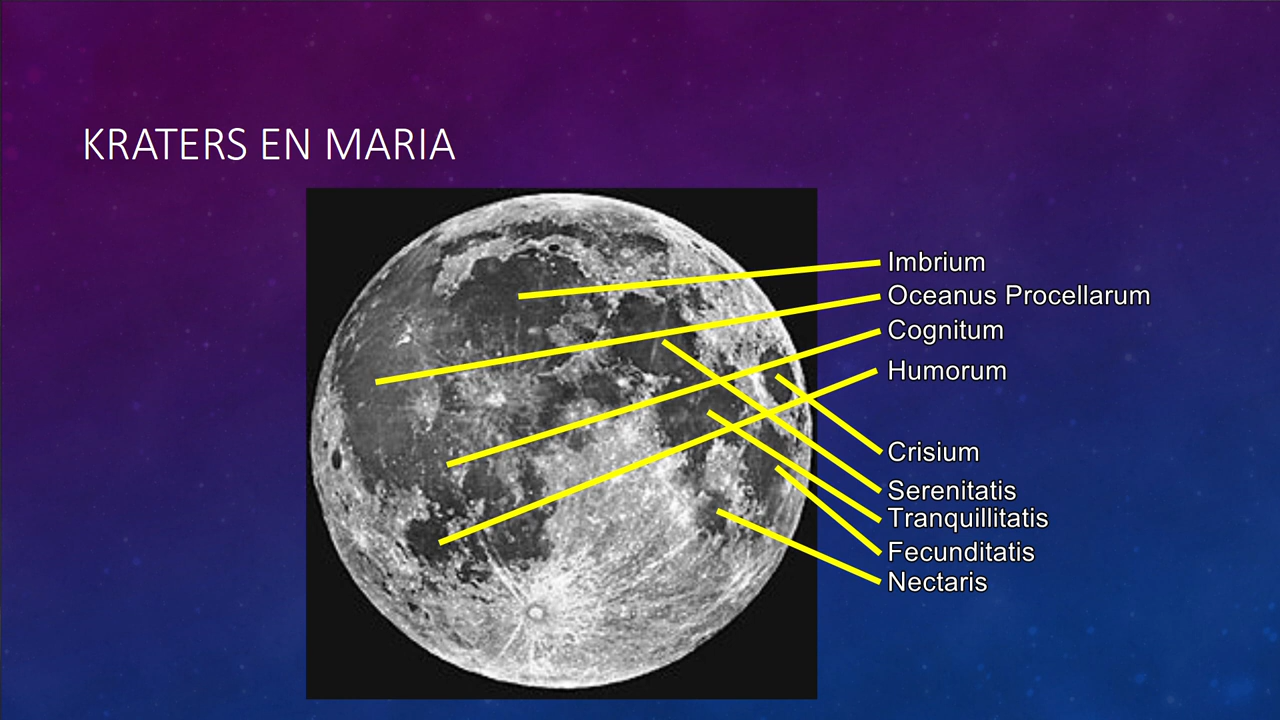 KRATERS EN MARIA
Imbrium
Oceanus Procellarum
Cognitum
Humorum
Crisium
Serenitatis
Tranquillitatis
Fecunditatis
Nectaris